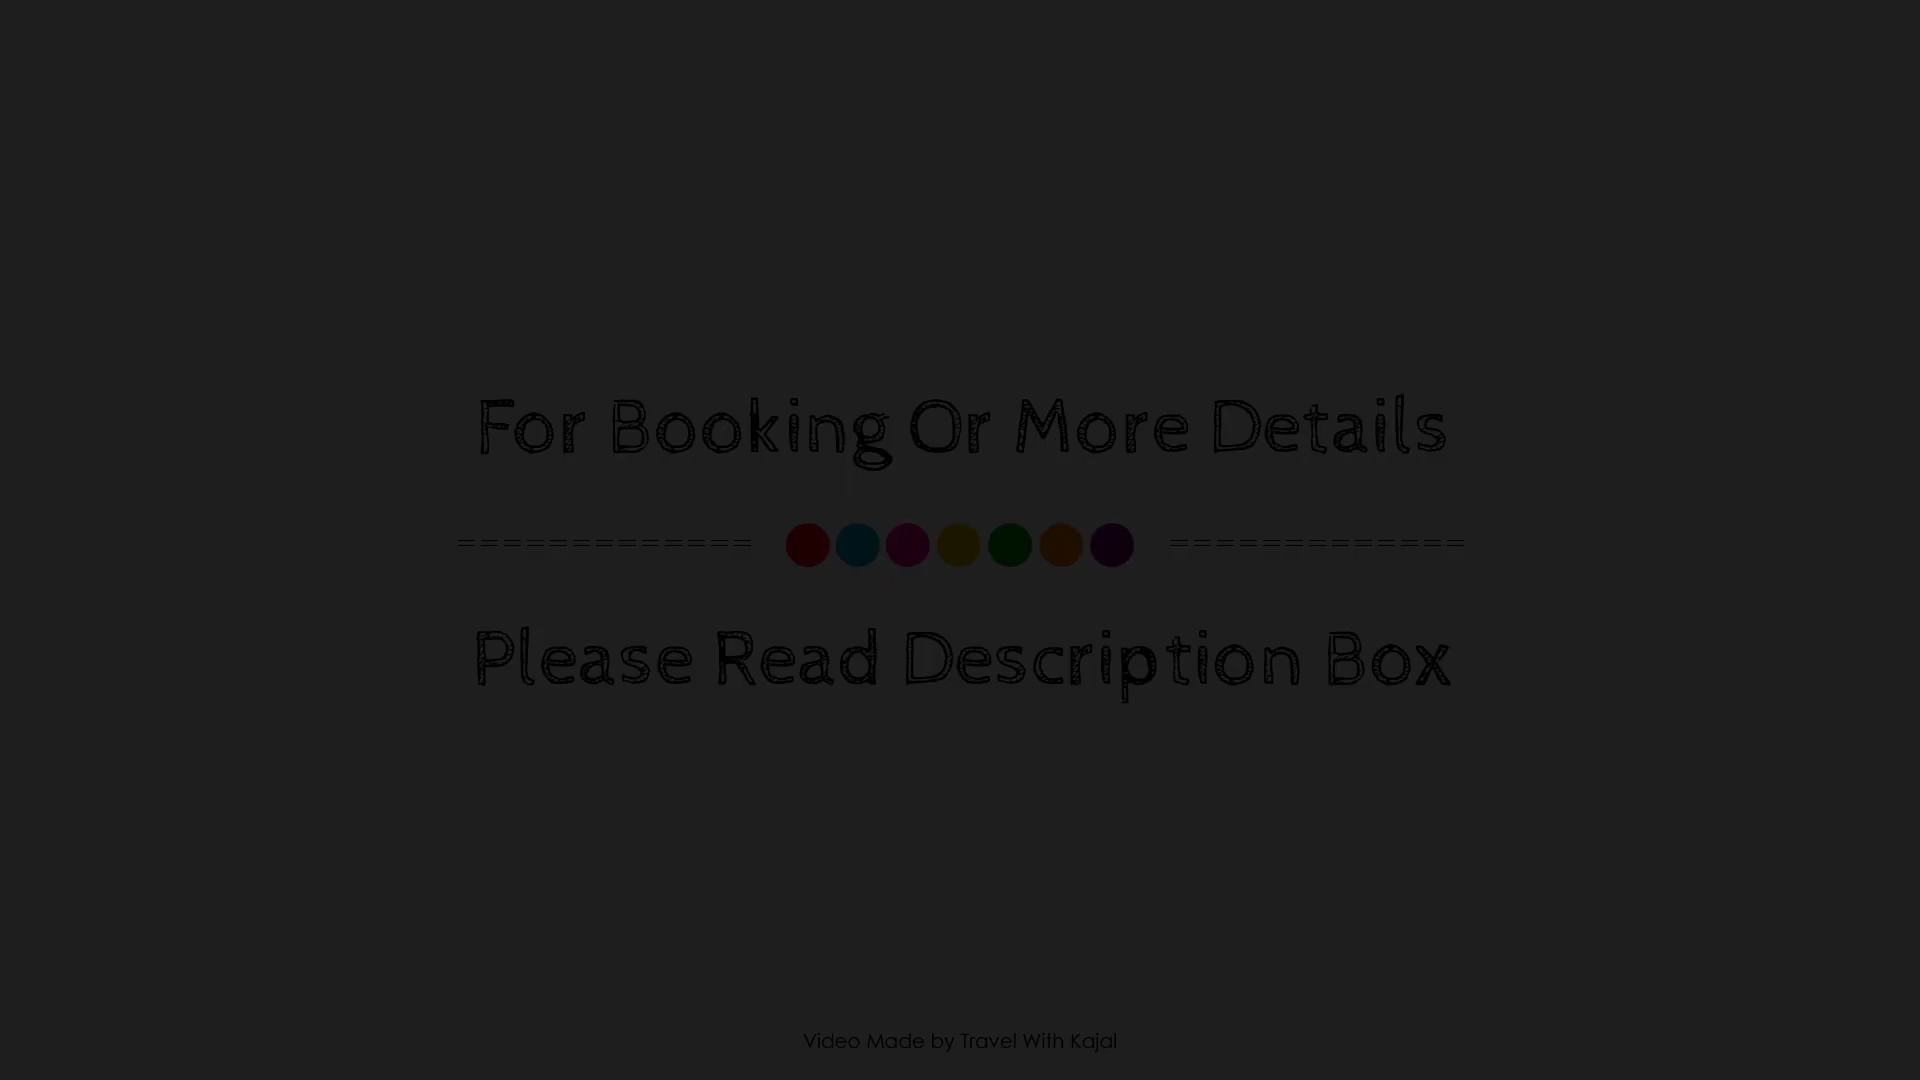 For Booking Or More Details
============= =============
Please Read Description Box
Video Made by Travel With Kajal